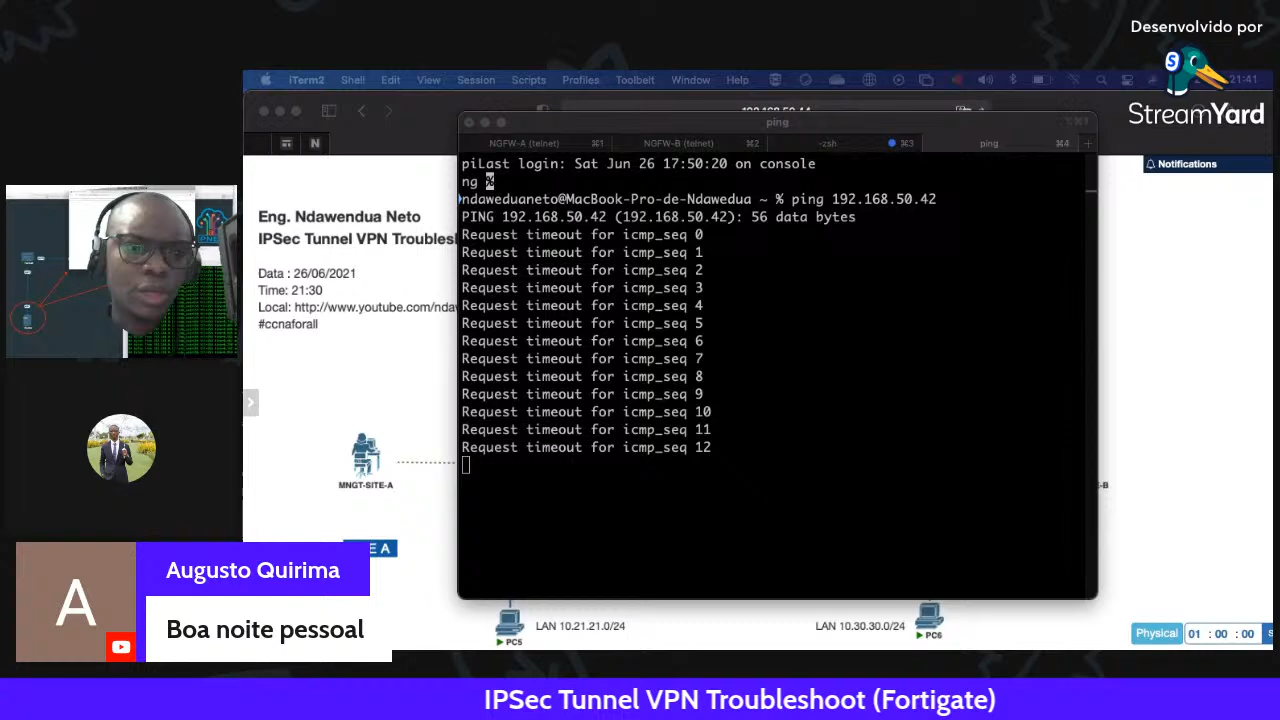 Desenvolvido por
StreamYard
iTerm2 Shell Edit View Session Scripts Profiles Toolbelt Window Help 21:41
ping
NGFW-A (telnet) ⌘1 NGFW-B (telnet) ⌘2 -zsh ⌘3 ping ⌘4
N
Notifications
piLast login: Sat Jun 26 17:50:20 on console
ng %
ndaweduaneto@MacBook-Pro-de-Ndawedua ~ % ping 192.168.50.42
PING 192.168.50.42 (192.168.50.42): 56 data bytes
Request timeout for icmp_seq 0
Request timeout for icmp_seq 1
Request timeout for icmp_seq 2
Request timeout for icmp_seq 3
Request timeout for icmp_seq 4
Request timeout for icmp_seq 5
Request timeout for icmp_seq 6
Request timeout for icmp_seq 7
Request timeout for icmp_seq 8
Request timeout for icmp_seq 9
Request timeout for icmp_seq 10
Request timeout for icmp_seq 11
Request timeout for icmp_seq 12
Eng. Ndawendua Neto
IPSec Tunnel VPN Troubles
Data : 26/06/2021
Time: 21:30
Local: http://www.youtube.com/ndaw
#ccnaforall
MNGT-SITE-A
E A
-B
LAN 10.21.21.0/24
LAN 10.30.30.0/24
PC5
PC6
Physical 01 : 00 : 00
A
Augusto Quirima
Boa noite pessoal
IPSec Tunnel VPN Troubleshoot (Fortigate)